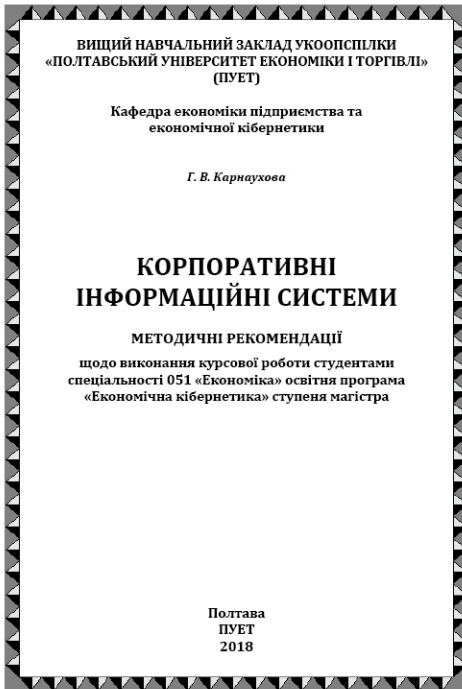 ВИЩИЙ НАВЧАЛЬНИЙ ЗАКЛАД УКООПСПІЛКИ
«ПОЛТАВСЬКИЙ УНІВЕРСИТЕТ ЕКОНОМІКИ І ТОРГІВЛІ»
(ПУЕТ)
Кафедра економіки підприємства та
економічної кібернетики
Г. В. Карнаухова
КОРПОРАТИВНІ
ІНФОРМАЦІЙНІ СИСТЕМИ
МЕТОДИЧНІ РЕКОМЕНДАЦІЇ
щодо виконання курсової роботи студентами
спеціальності 051 «Економіка» освітня програма
«Економічна кібернетика» ступеня магістра
Полтава
ПУЕТ
2018